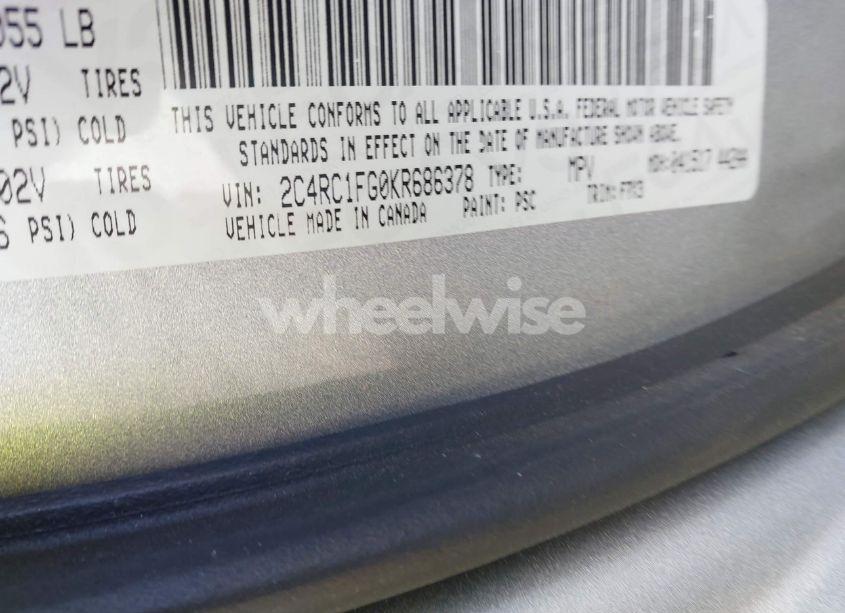 055 LB
2V TIRES
PSI) COLD
02V
PSI) COLD
THIS VEHICLE CONFORMS TO ALL APPLICABLE U.S.A. FEDERAL MOTOR VEHICLE SAFETY
STANDARDS IN EFFECT ON THE DATE OF MANUFACTURE SHOWN ABOVE.
VIN: 2C4RC1FG0KR686378 TYPE: MPV
VEHICLE MADE IN CANADA PAINT: PSC TRIM:
wheelwise